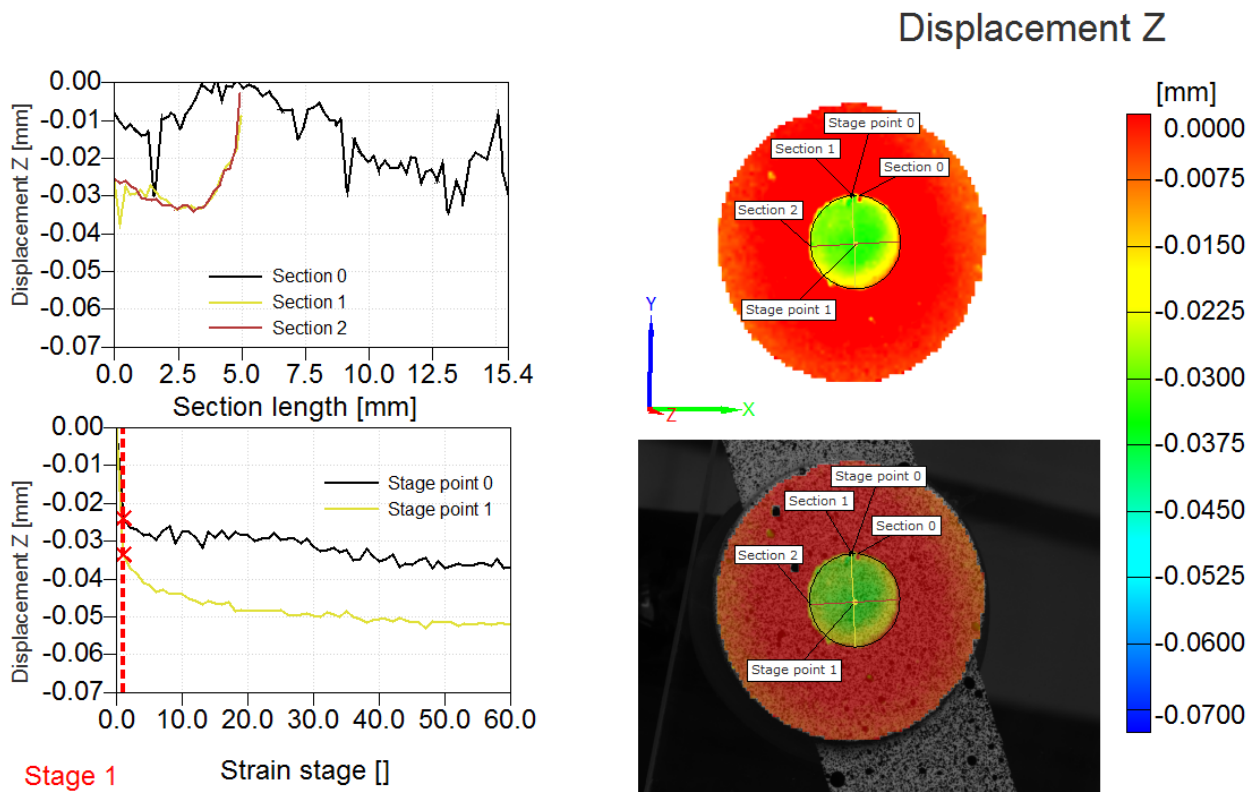 Displacement Z
0.00
-0.01
-0.02
-0.03
-0.04
-0.05
-0.06
-0.07
Displacement Z [mm]
Section 0
Section 1
Section 2
0.0 2.5 5.0 7.5 10.0 12.5 15.4
Section length [mm]
0.00
-0.01
-0.02
-0.03
-0.04
-0.05
-0.06
-0.07
Displacement Z [mm]
Stage point 0
Stage point 1
0.0 10.0 20.0 30.0 40.0 50.0 60.0
Strain stage []
Stage 1
Stage point 0
Section 1
Section 0
Section 2
Stage point 1
Y
X
Z
Stage point 0
Section 1
Section 0
Section 2
Stage point 1
[mm]
0.0000
-0.0075
-0.0150
-0.0225
-0.0300
-0.0375
-0.0450
-0.0525
-0.0600
-0.0700